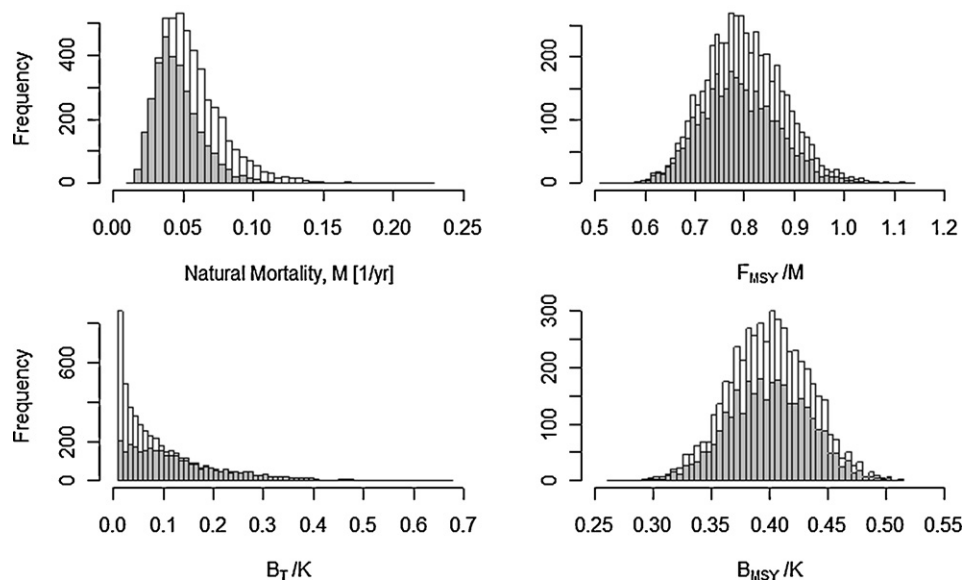 Frequency
0 200 400
0.00 0.05 0.10 0.15 0.20 0.25
Natural Mortality, M [1/yr]
0 100 200
0.5 0.6 0.7 0.8 0.9 1.0 1.1 1.2
F_MSY /M
Frequency
0 200 600
0.0 0.1 0.2 0.3 0.4 0.5 0.6 0.7
B_T /K
0 100 200 300
0.25 0.30 0.35 0.40 0.45 0.50 0.55
B_MSY /K